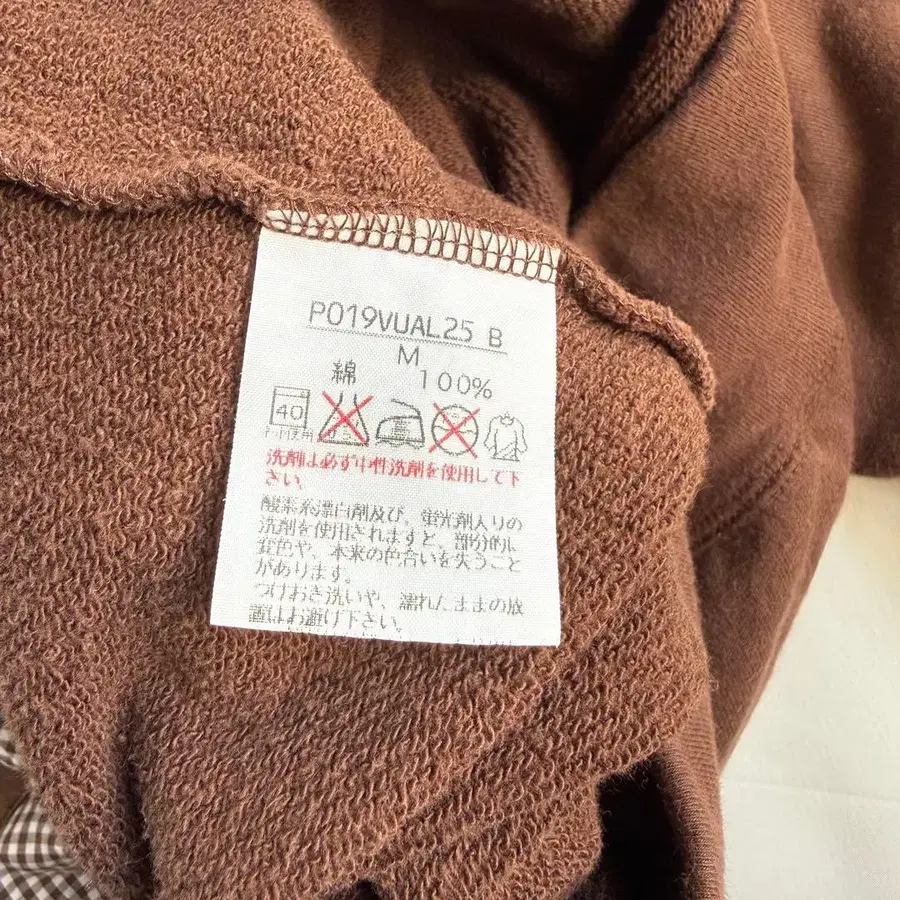 P019VUAL25 B
M
綿 100%
40
洗剤は必ず中性洗剤を使用して下
さい
酸素系漂白剤及び、蛍光剤入りの
洗剤を使用されますと、部分的に
変色や、本来の色合いを失うこと
があります。
つけおき洗いや、濡れたままの放
置はお避け下さい。